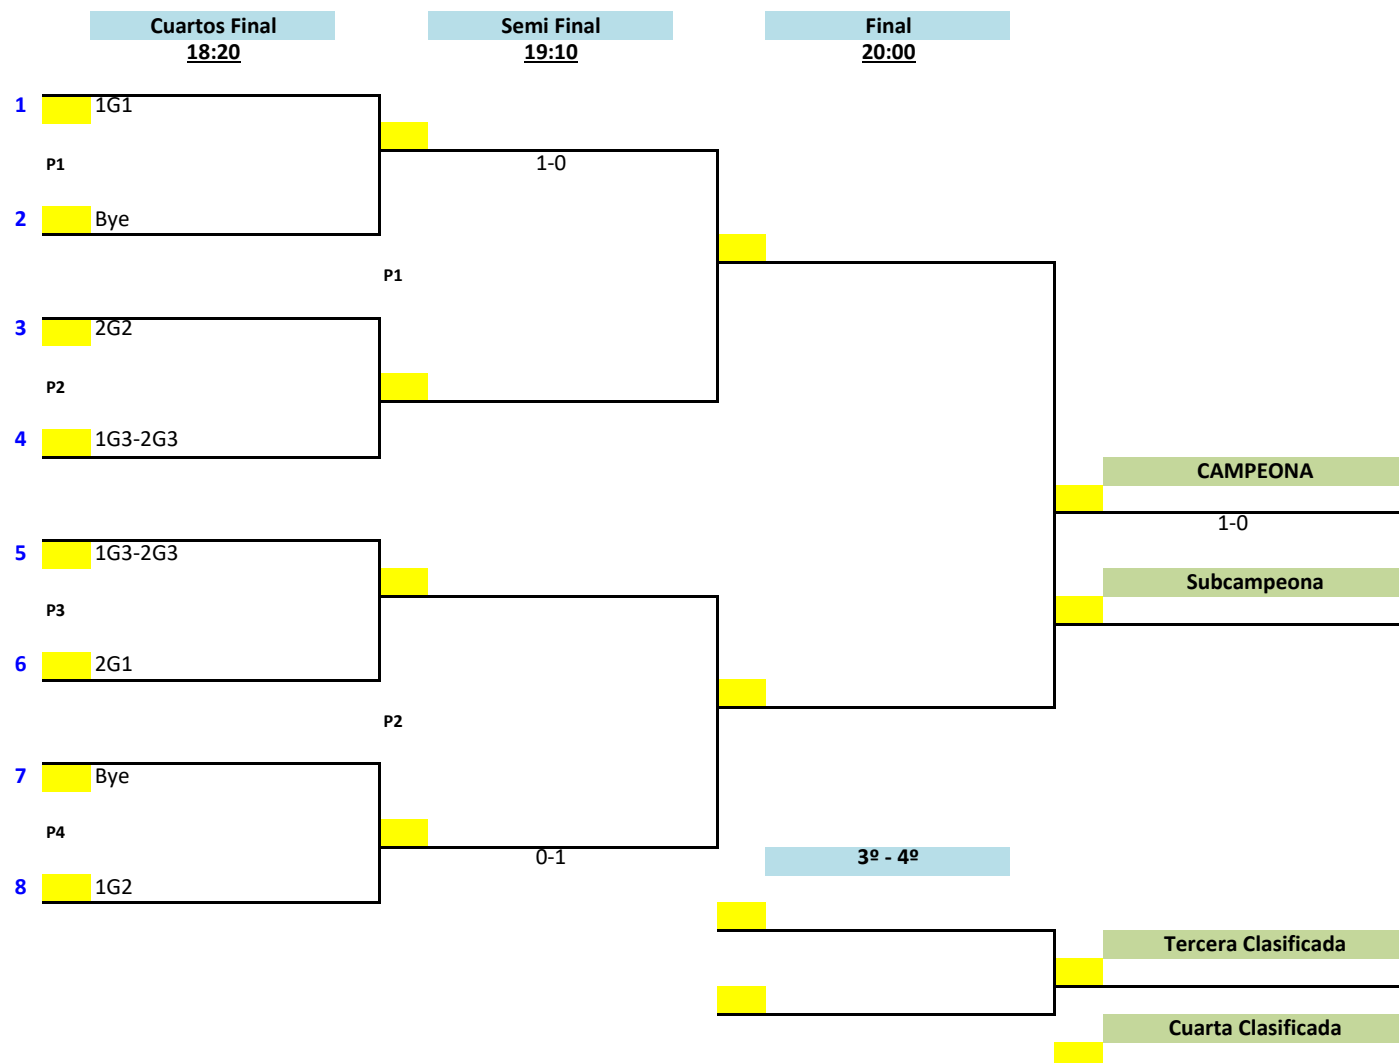 Cuartos Final Semi Final Final
18:20 19:10 20:00
1 1G1
P1 1-0
2 Bye
P1
3 2G2
P2
4 1G3-2G3
CAMPEONA
1-0
5 1G3-2G3
Subcampeona
P3
6 2G1
P2
7 Bye
P4
0-1 3º - 4º
8 1G2
Tercera Clasificada
Cuarta Clasificada